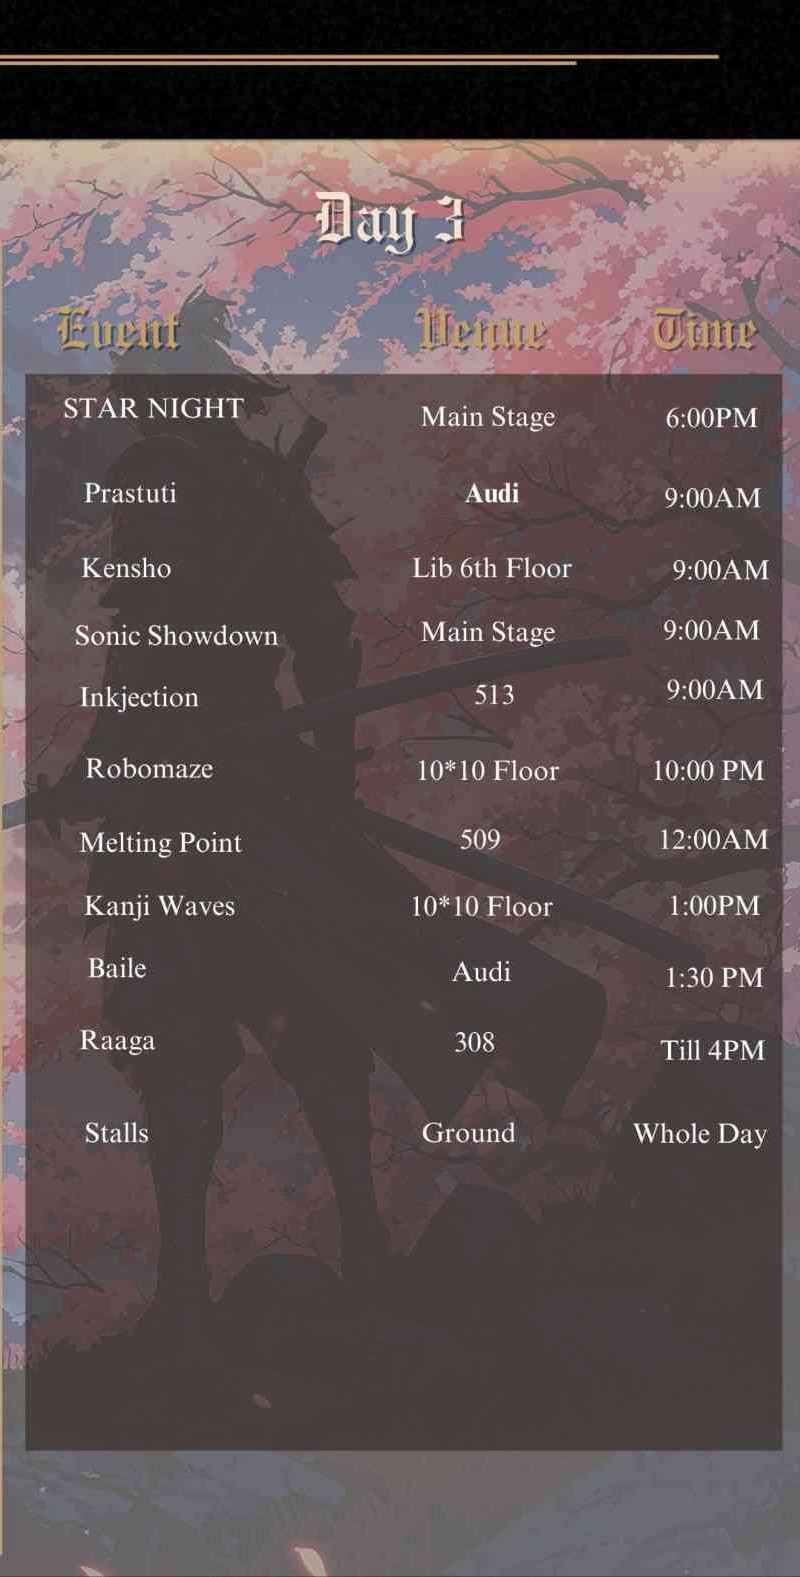 Day 3
Event Venue Time
STAR NIGHT Main Stage 6:00PM
Prastuti Audi 9:00AM
Kensho Lib 6th Floor 9:00AM
Sonic Showdown Main Stage 9:00AM
Inkjection 513 9:00AM
Robomaze 10*10 Floor 10:00 PM
Melting Point 509 12:00AM
Kanji Waves 10*10 Floor 1:00PM
Baile Audi 1:30 PM
Raaga 308 Till 4PM
Stalls Ground Whole Day